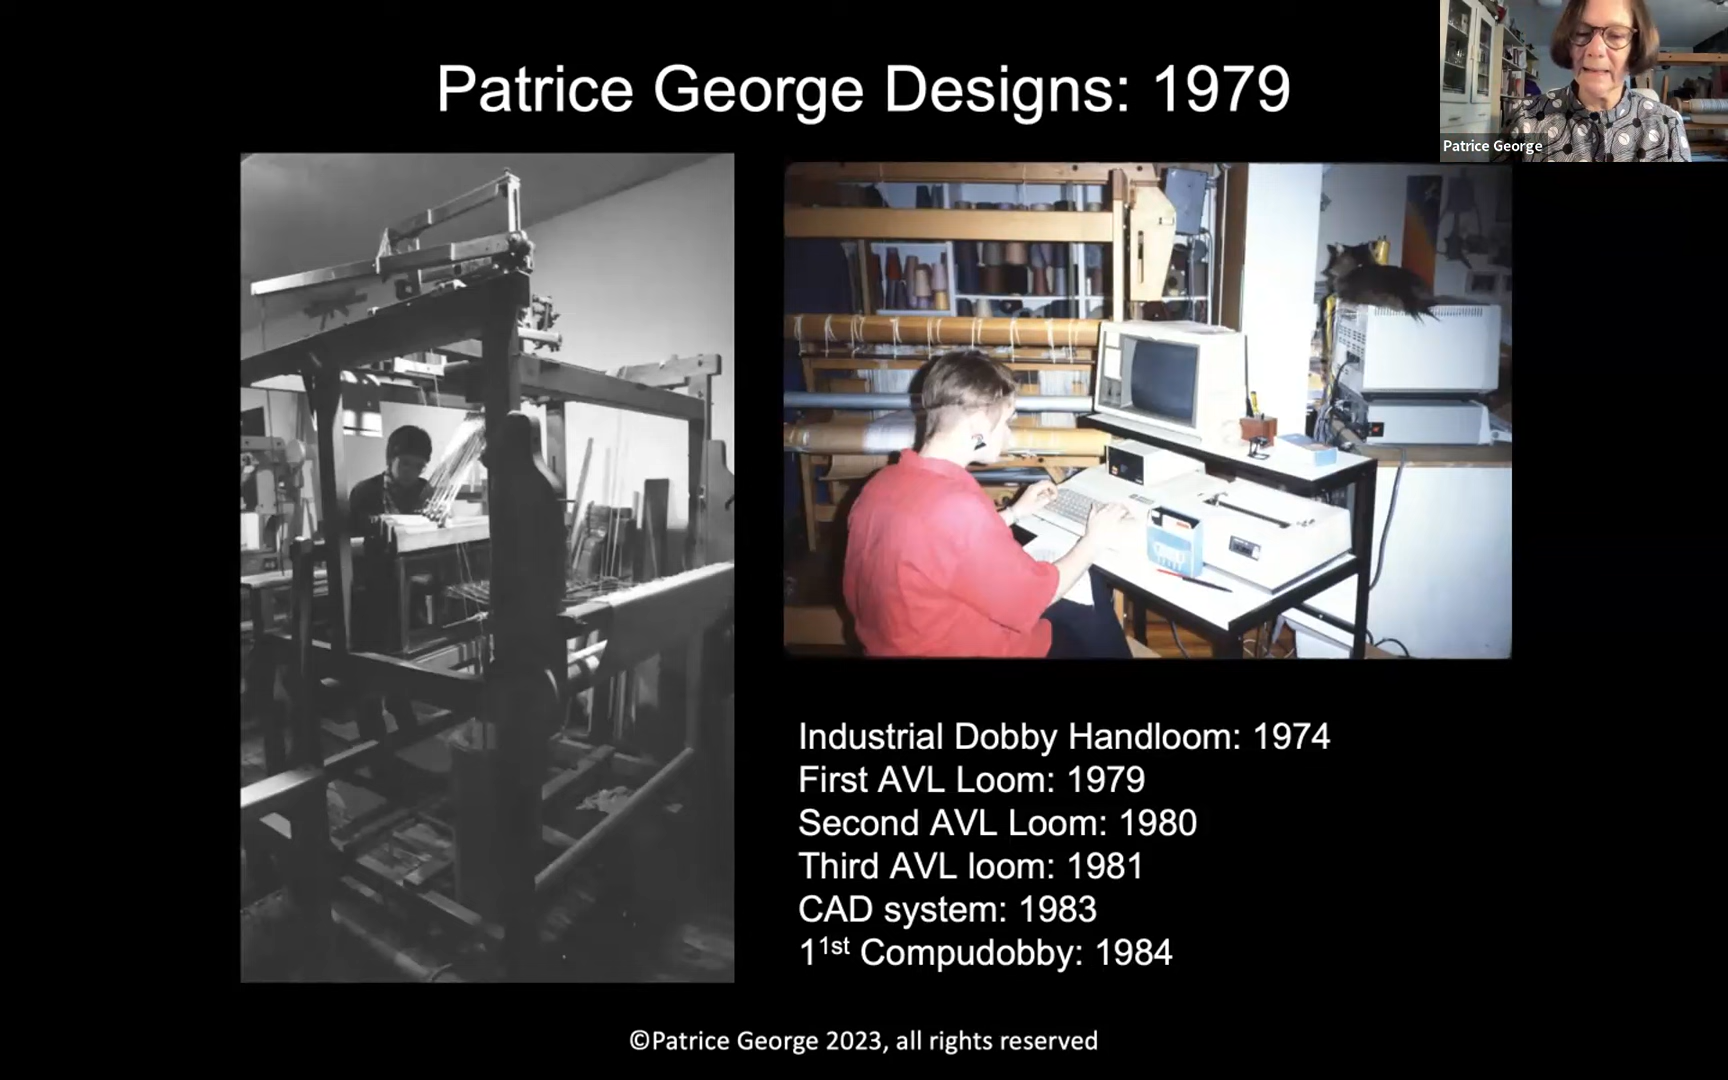 Patrice George Designs: 1979
Patrice George
Industrial Dobby Handloom: 1974
First AVL Loom: 1979
Second AVL Loom: 1980
Third AVL loom: 1981
CAD system: 1983
11st Compudobby: 1984
©Patrice George 2023, all rights reserved